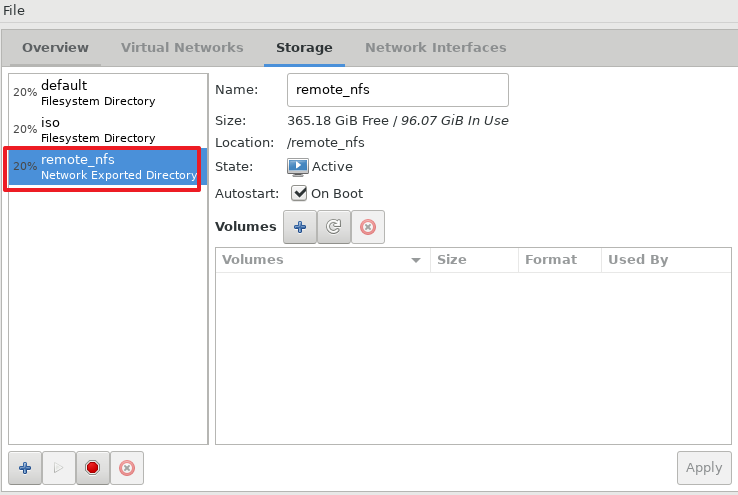 File
Overview Virtual Networks Storage Network Interfaces
20% default
Filesystem Directory
20% iso
Filesystem Directory
20% remote_nfs
Network Exported Directory
Name: remote_nfs
Size: 365.18 GiB Free / 96.07 GiB In Use
Location: /remote_nfs
State: Active
Autostart: On Boot
Volumes
Volumes Size Format Used By
Apply